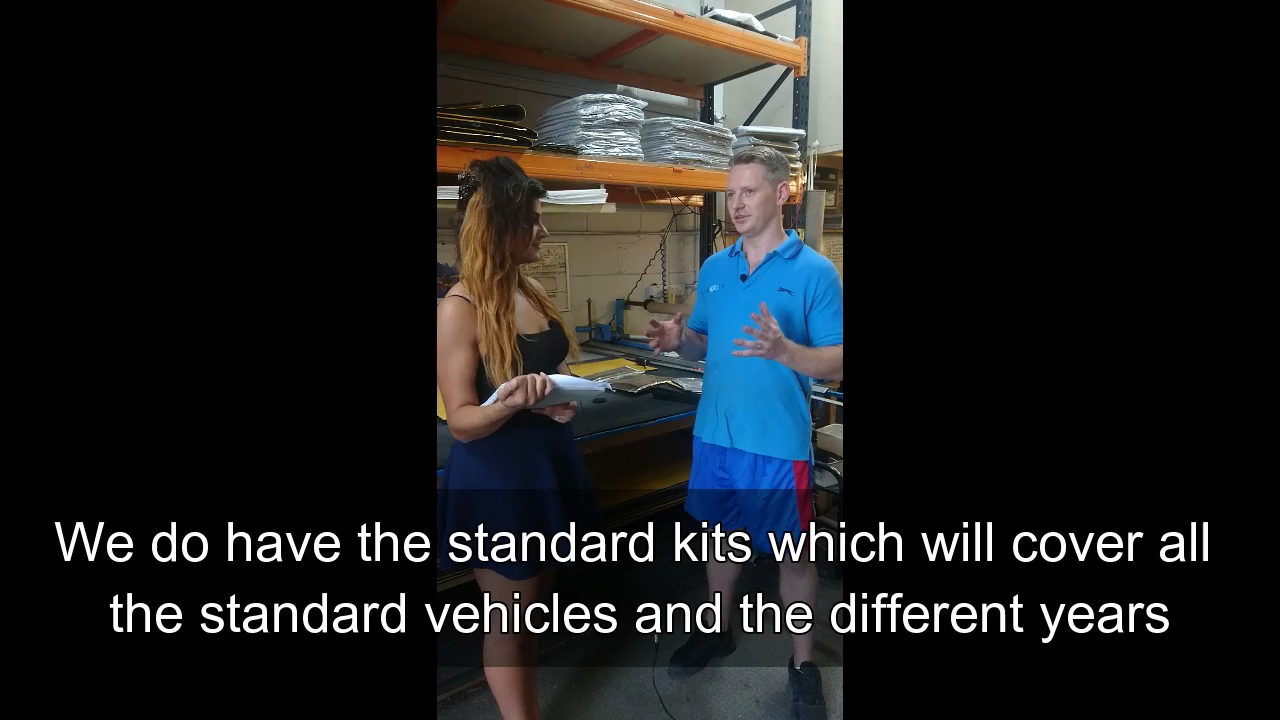 We do have the standard kits which will cover all
the standard vehicles and the different years